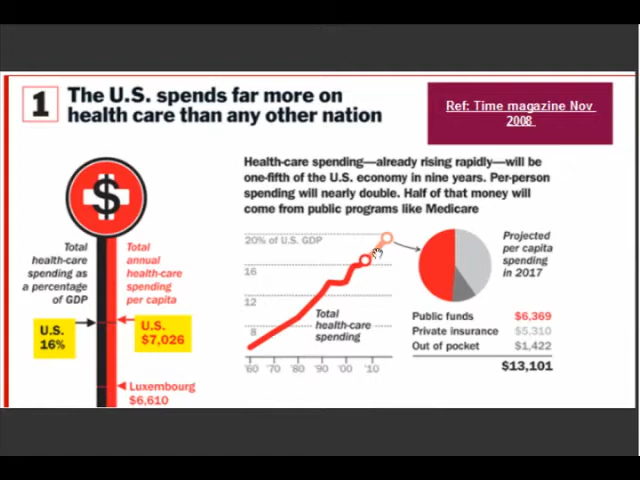 1
The U.S. spends far more on
health care than any other nation
Ref: Time magazine Nov
2008
Health-care spending—already rising rapidly—will be
one-fifth of the U.S. economy in nine years. Per-person
spending will nearly double. Half of that money will
come from public programs like Medicare
$
Total
health-care
spending as
a percentage
of GDP
Total
annual
health-care
spending
per capita
U.S.
16%
U.S.
$7,026
Luxembourg
$6,610
20% of U.S. GDP
16
12
8
Total
health-care
spending
'60 '70 '80 '90 '00 '10
Projected
per capita
spending
in 2017
Public funds $6,369
Private insurance $5,310
Out of pocket $1,422
$13,101